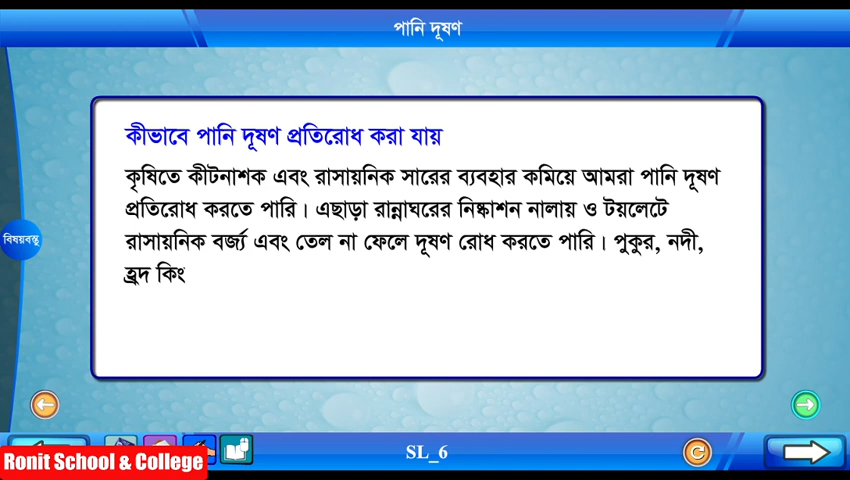 পানি দূষণ
কীভাবে পানি দূষণ প্রতিরোধ করা যায়
কৃষিতে কীটনাশক এবং রাসায়নিক সারের ব্যবহার কমিয়ে আমরা পানি দূষণ
প্রতিরোধ করতে পারি। এছাড়া রান্নাঘরের নিষ্কাশন নালায় ও টয়লেটে
রাসায়নিক বর্জ্য এবং তেল না ফেলে দূষণ রোধ করতে পারি। পুকুর, নদী,
হ্রদ কিং
বিষয়বস্তু
SL_6
Ronit School & College